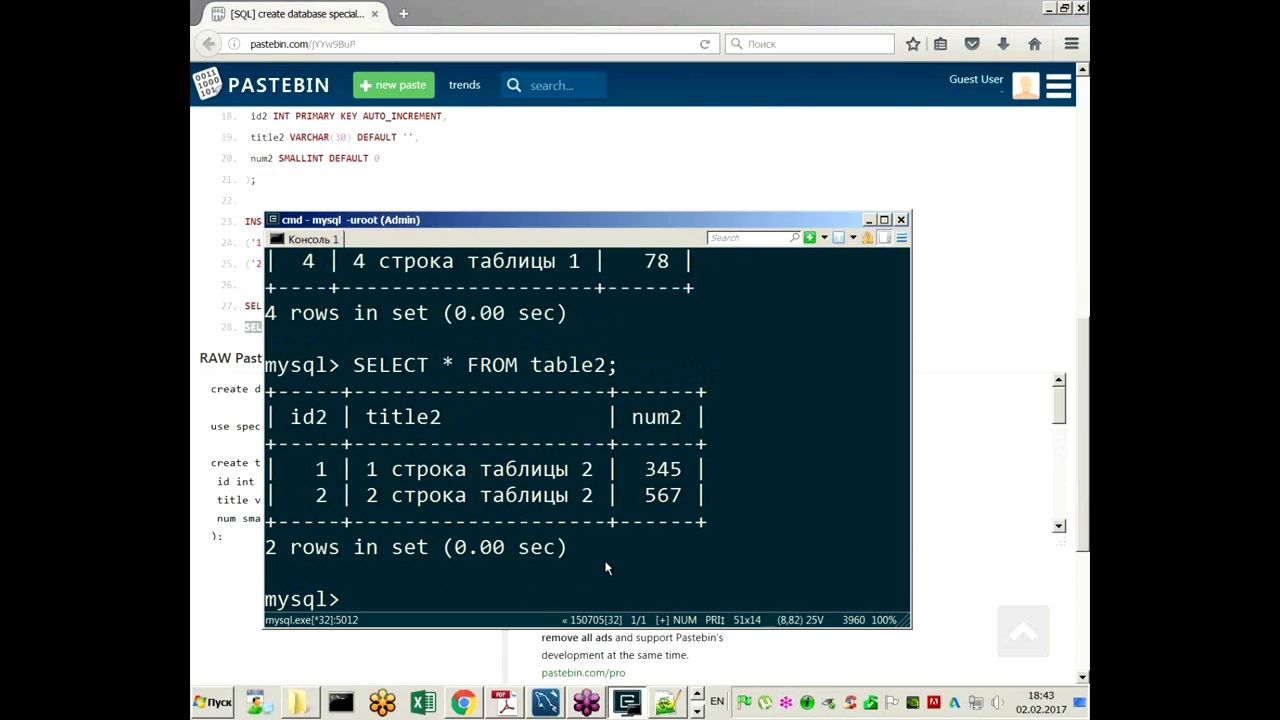 [SQL] create database special...
pastebin.com/jYYw9BuP
Поиск
PASTEBIN
new paste
trends
search...
Guest User
18. id2 INT PRIMARY KEY AUTO_INCREMENT,
19. title2 VARCHAR(30) DEFAULT '',
20. num2 SMALLINT DEFAULT 0
21. );
22.
23. INS
24. ('1
25. ('2
26.
27. SEL
28. SEL
RAW Past
create d
use spec
create t
id int
title v
num sma
);
cmd - mysql -uroot (Admin)
Консоль 1
Search
| 4 | 4 строка таблицы 1 | 78 |
+----+--------------------+------+
4 rows in set (0.00 sec)
mysql> SELECT * FROM table2;
+-----+--------------------+------+
| id2 | title2 | num2 |
+-----+--------------------+------+
| 1 | 1 строка таблицы 2 | 345 |
| 2 | 2 строка таблицы 2 | 567 |
+-----+--------------------+------+
2 rows in set (0.00 sec)
mysql>
mysql.exe[*32]:5012
« 150705[32] 1/1 [+] NUM PRI↕ 51x14 (8,82) 25V 3960 100%
remove all ads and support Pastebin's
development at the same time.
pastebin.com/pro
Пуск
EN
18:43
02.02.2017